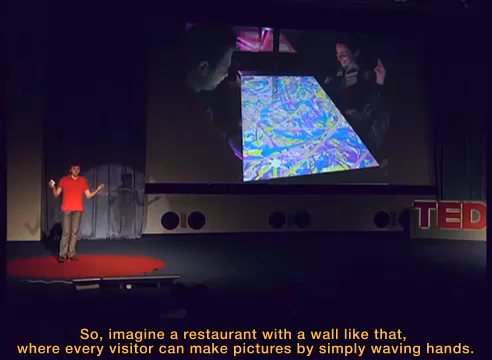 TED
So, imagine a restaurant with a wall like that,
where every visitor can make pictures by simply waving hands.